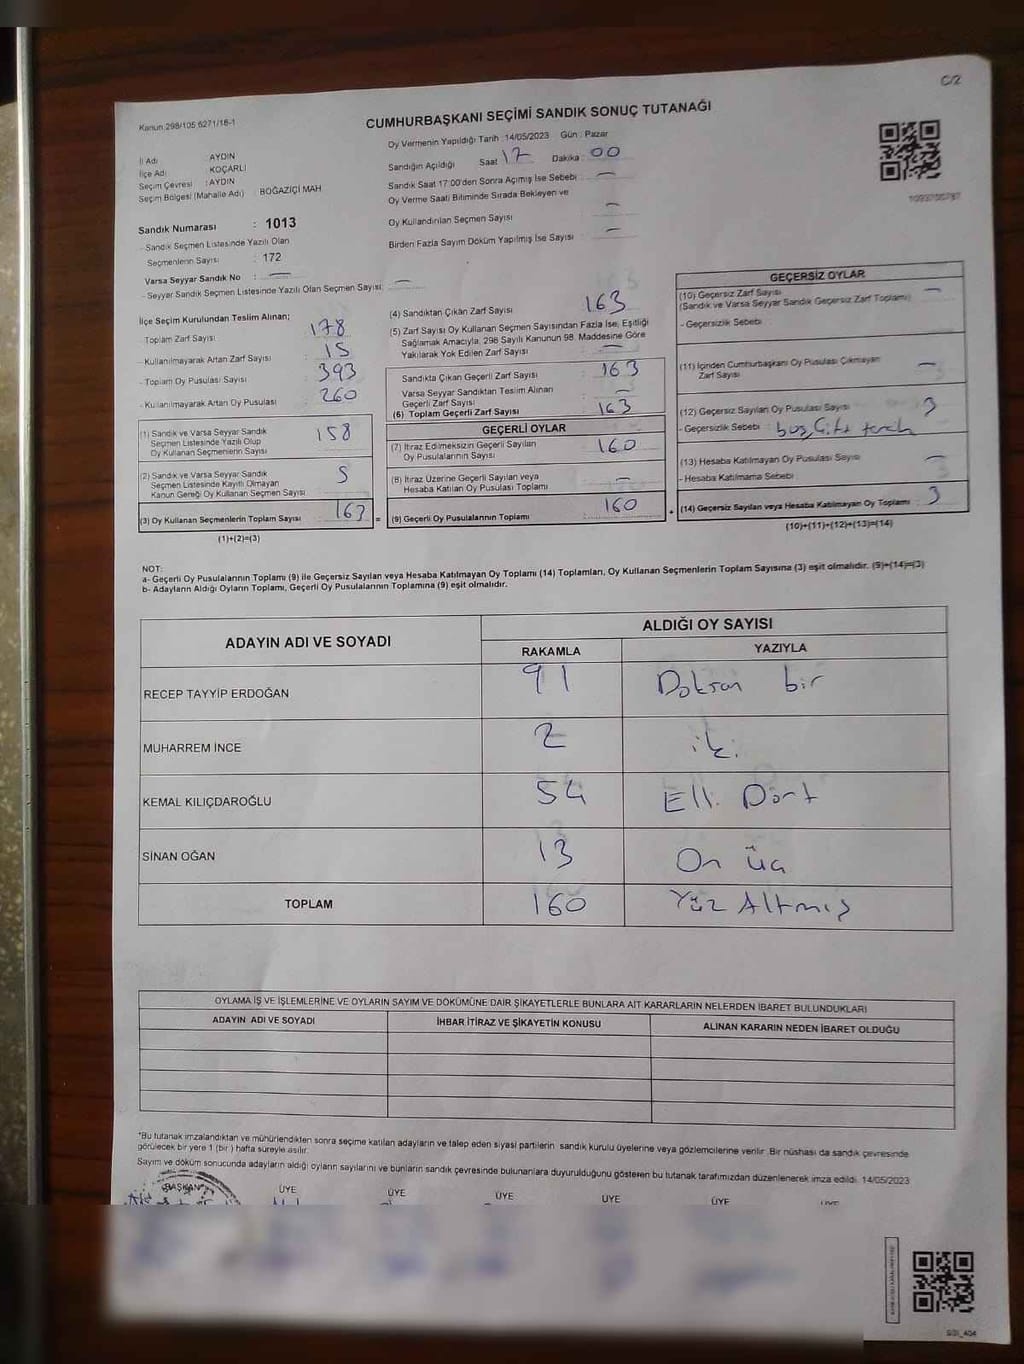 C/2
Kanun:298/105 6271/18-1
CUMHURBAŞKANI SEÇİMİ SANDIK SONUÇ TUTANAĞI
İl Adı AYDIN
İlçe Adı KOÇARLI
Seçim Çevresi : AYDIN
Seçim Bölgesi (Mahalle Adı) : BOĞAZİÇİ MAH
Sandık Numarası : 1013
- Sandık Seçmen Listesinde Yazılı Olan
Seçmenlerin Sayısı : 172
Varsa Seyyar Sandık No : —
- Seyyar Sandık Seçmen Listesinde Yazılı Olan Seçmen Sayısı: —
Oy Vermenin Yapıldığı Tarih : 14/05/2023 Gün : Pazar
Sandığın Açıldığı Saat 17 Dakika : 00
Sandık Saat 17:00'den Sonra Açımış İse Sebebi : —
Oy Verme Saati Bitiminde Sırada Bekleyen ve
Oy Kullandırılan Seçmen Sayısı : —
Birden Fazla Sayım Döküm Yapılmış İse Sayısı : —
İlçe Seçim Kurulundan Teslim Alınan;
Toplam Zarf Sayısı : 178
- Kullanılmayarak Artan Zarf Sayısı : 15
- Toplam Oy Pusulası Sayısı : 393
- Kullanılmayarak Artan Oy Pusulası : 260
(1) Sandık ve Varsa Seyyar Sandık
Seçmen Listesinde Yazılı Olup
Oy Kullanan Seçmenlerin Sayısı : 158
(2) Sandık ve Varsa Seyyar Sandık
Seçmen Listesinde Kayıtlı Olmayan
Kanun Gereği Oy Kullanan Seçmen Sayısı : 5
(3) Oy Kullanan Seçmenlerin Toplam Sayısı : 163 =
(1)+(2)=(3)
(4) Sandıktan Çıkan Zarf Sayısı : 163
(5) Zarf Sayısı Oy Kullanan Seçmen Sayısından Fazla İse, Eşitliği
Sağlamak Amacıyla, 298 Sayılı Kanunun 98. Maddesine Göre
Yakılarak Yok Edilen Zarf Sayısı : —
Sandıkta Çıkan Geçerli Zarf Sayısı : 163
Varsa Seyyar Sandıktan Teslim Alınan
Geçerli Zarf Sayısı : —
(6) Toplam Geçerli Zarf Sayısı : 163
GEÇERLİ OYLAR
(7) İtiraz Edilmeksizin Geçerli Sayılan
Oy Pusulalarının Sayısı : 160
(8) İtiraz Üzerine Geçerli Sayılan veya
Hesaba Katılan Oy Pusulası Toplamı : —
(9) Geçerli Oy Pusulalarının Toplamı : 160 +
GEÇERSİZ OYLAR
(10) Geçersiz Zarf Sayısı
(Sandık ve Varsa Seyyar Sandık Geçersiz Zarf Toplamı) : —
- Geçersizlik Sebebi :
(11) İçinden Cumhurbaşkanı Oy Pusulası Çıkmayan
Zarf Sayısı : —
(12) Geçersiz Sayılan Oy Pusulası Sayısı : 3
- Geçersizlik Sebebi : boş, Çift tercih
(13) Hesaba Katılmayan Oy Pusulası Sayısı : —
- Hesaba Katılmama Sebebi :
(14) Geçersiz Sayılan veya Hesaba Katılmayan Oy Toplamı : 3
(10)+(11)+(12)+(13)=(14)
NOT:
a- Geçerli Oy Pusulalarının Toplamı (9) ile Geçersiz Sayılan veya Hesaba Katılmayan Oy Toplamı (14) Toplamları, Oy Kullanan Seçmenlerin Toplam Sayısına (3) eşit olmalıdır. (9)+(14)=(3)
b- Adayların Aldığı Oyların Toplamı, Geçerli Oy Pusulalarının Toplamına (9) eşit olmalıdır.
ADAYIN ADI VE SOYADI
ALDIĞI OY SAYISI
RAKAMLA YAZIYLA
RECEP TAYYİP ERDOĞAN 91 Doksan bir
MUHARREM İNCE 2 iki
KEMAL KILIÇDAROĞLU 54 Elli Dört
SİNAN OĞAN 13 On üç
TOPLAM 160 Yüz Altmış
OYLAMA İŞ VE İŞLEMLERİNE VE OYLARIN SAYIM VE DÖKÜMÜNE DAİR ŞİKAYETLERLE BUNLARA AİT KARARLARIN NELERDEN İBARET BULUNDUKLARI
ADAYIN ADI VE SOYADI İHBAR İTİRAZ VE ŞİKAYETİN KONUSU ALINAN KARARIN NEDEN İBARET OLDUĞU
*Bu tutanak imzalandıktan ve mühürlendikten sonra seçime katılan adayların ve talep eden siyasi partilerin sandık kurulu üyelerine veya gözlemcilerine verilir. Bir nüshası da sandık çevresinde
görülecek bir yere 1 (bir) hafta süreyle asılır.
Sayım ve döküm sonucunda adayların aldığı oyların sayılarını ve bunların sandık çevresinde bulunanlara duyurulduğunu gösteren bu tutanak tarafımızdan düzenlenerek imza edildi. 14/05/2023
BAŞKAN ÜYE ÜYE ÜYE ÜYE ÜYE ÜYE